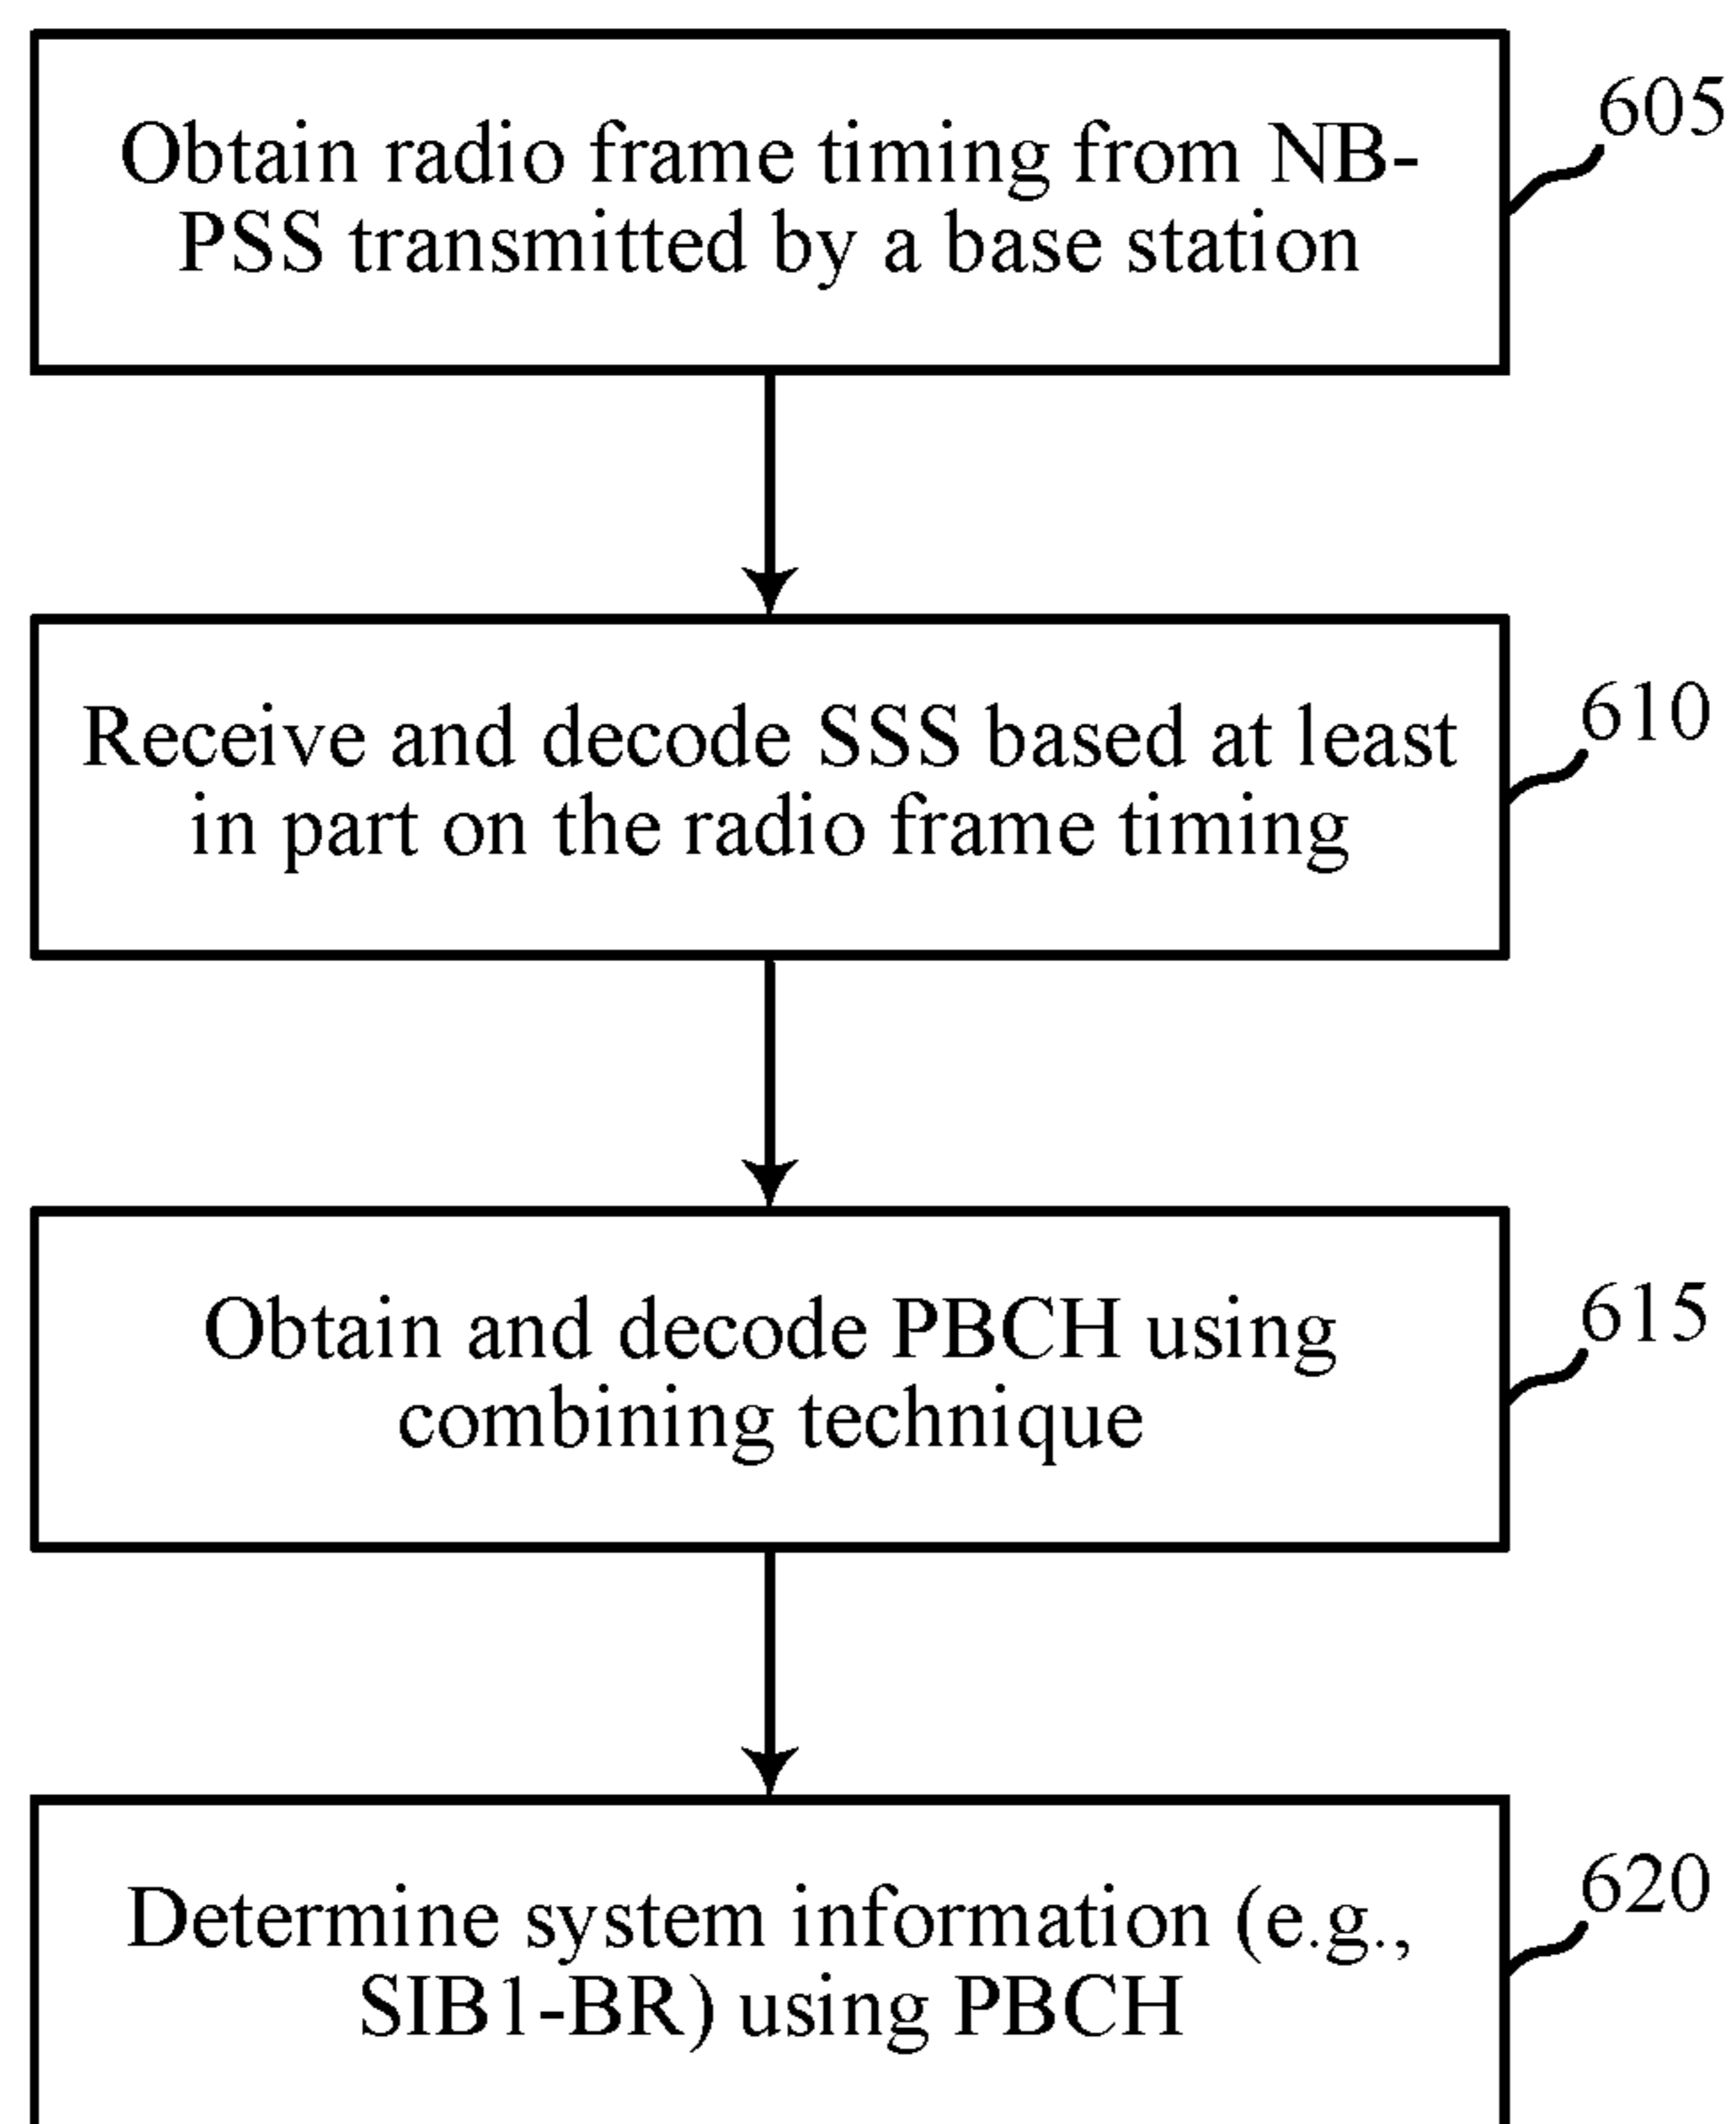 Obtain radio frame timing from NB-
PSS transmitted by a base station
605
Receive and decode SSS based at least
in part on the radio frame timing
610
Obtain and decode PBCH using
combining technique
615
Determine system information (e.g.,
SIB1-BR) using PBCH
620